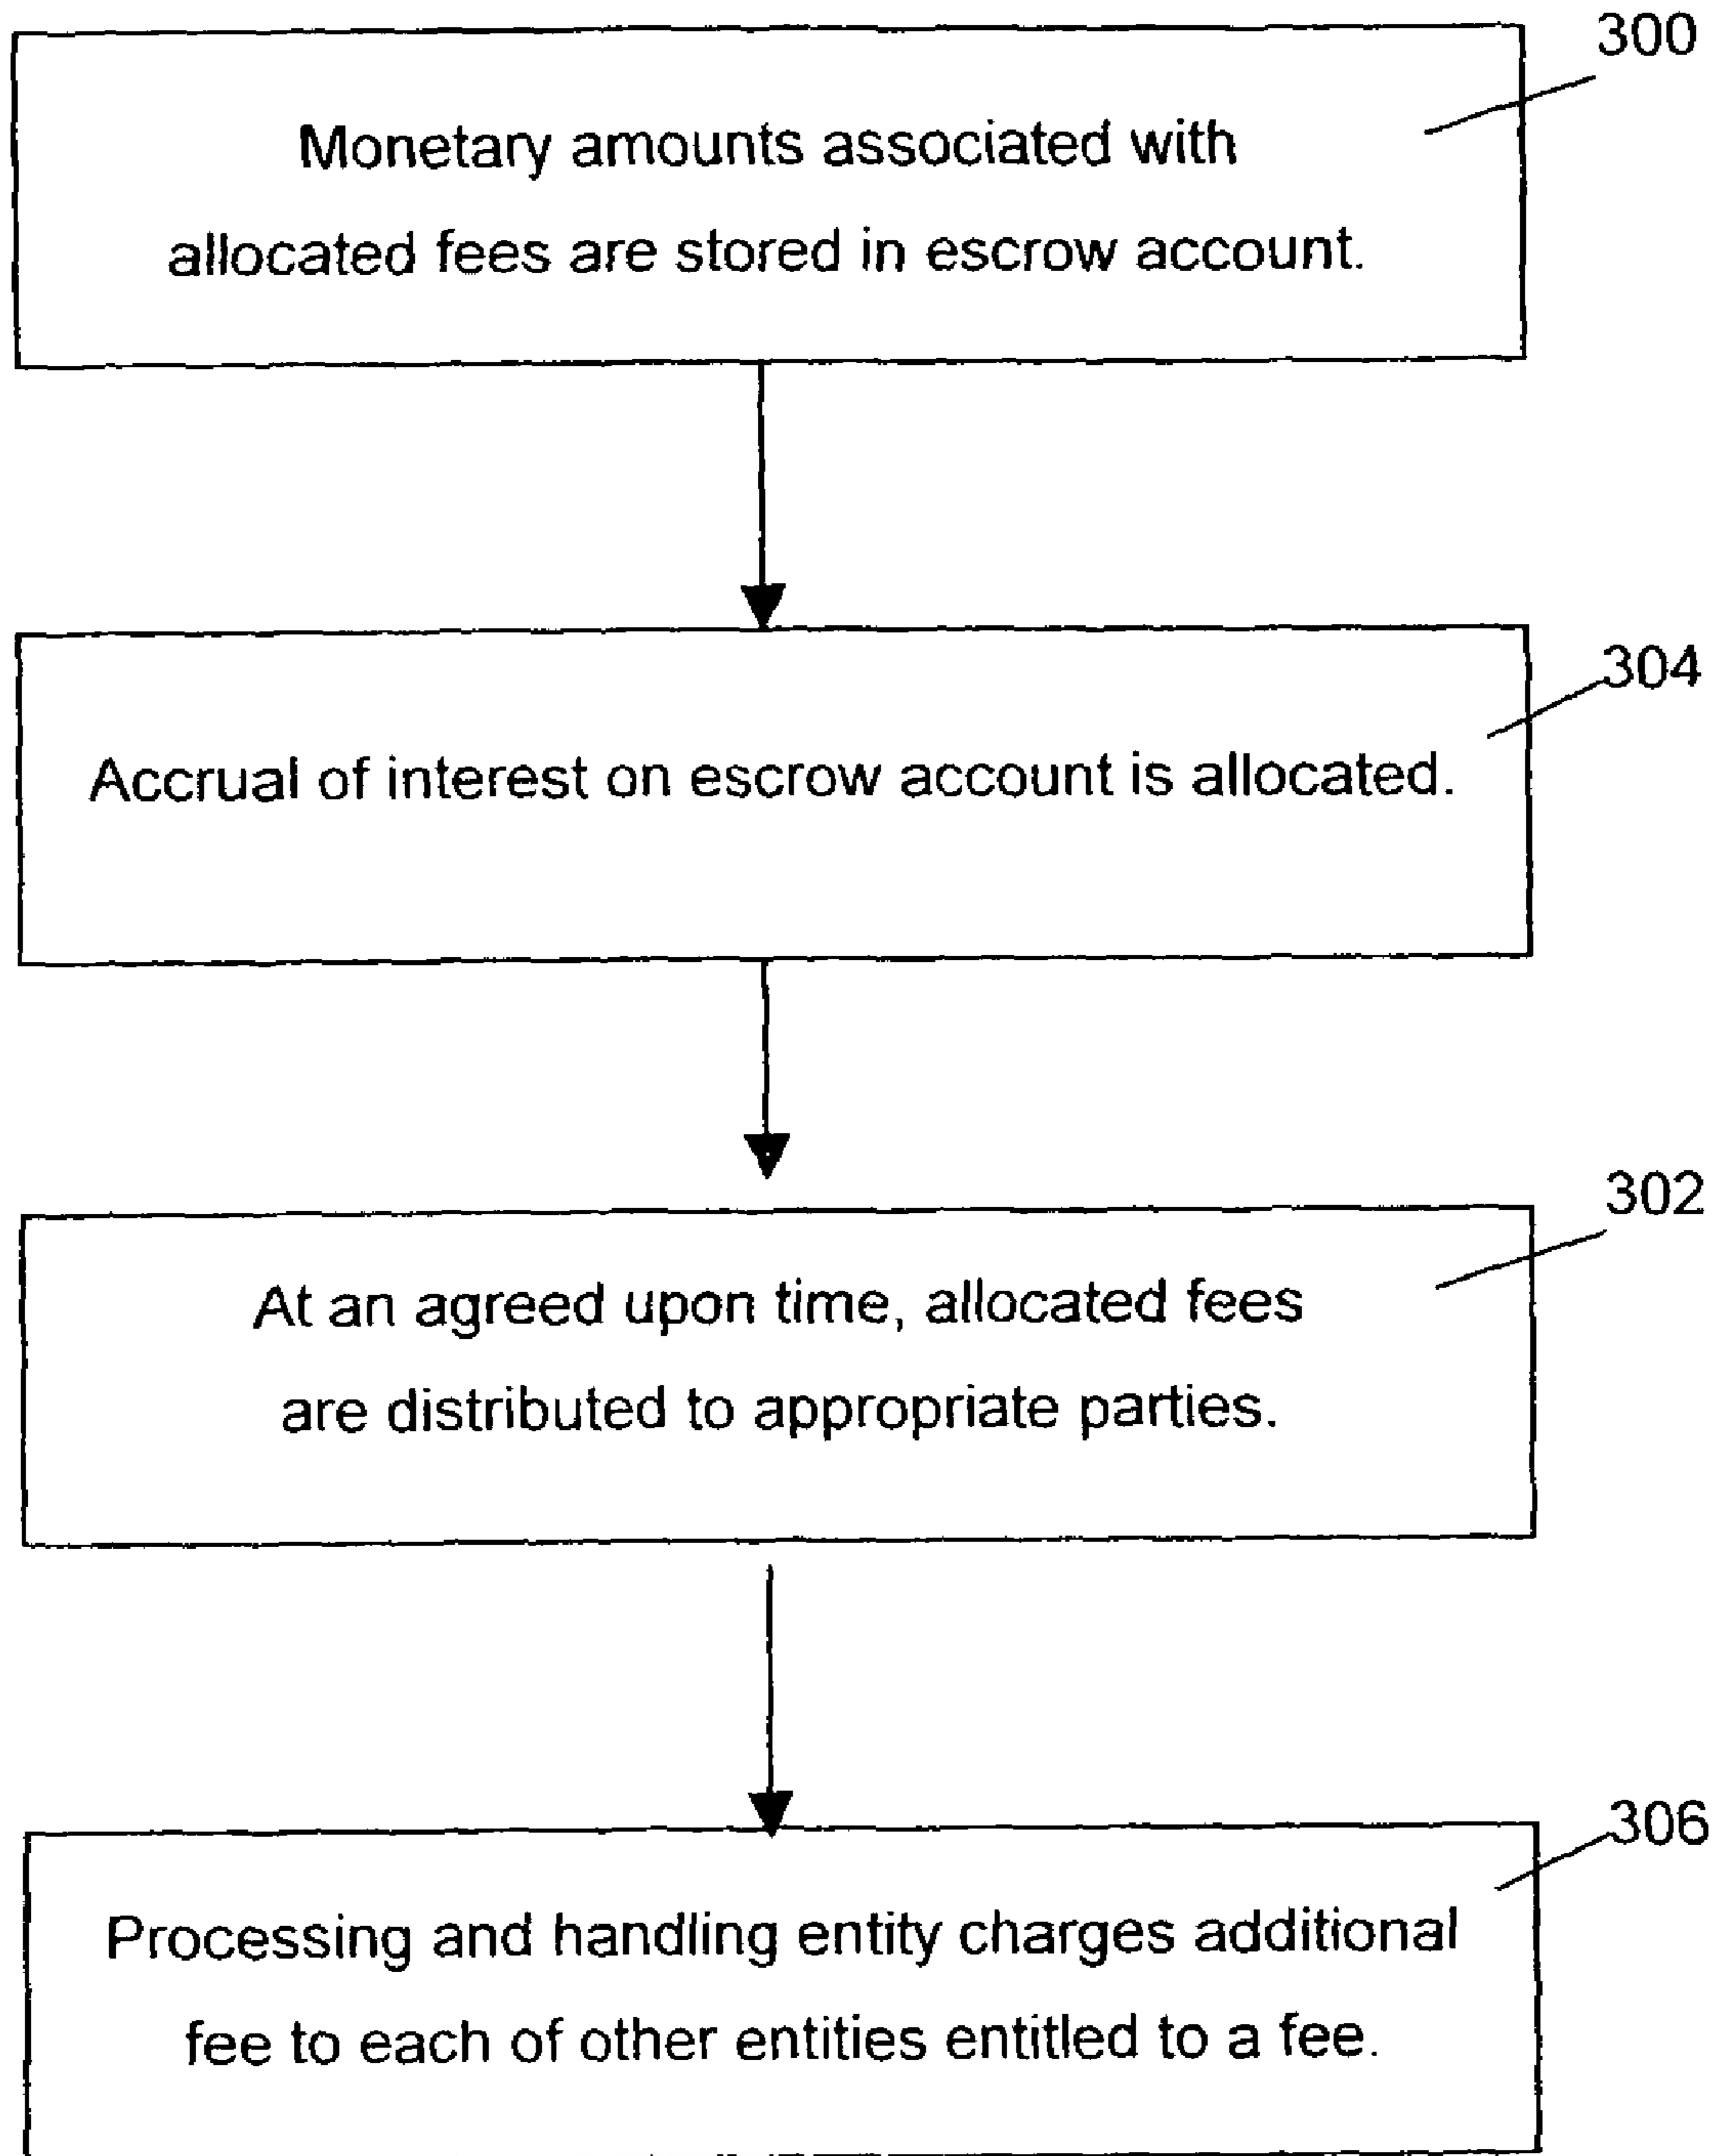 300
Monetary amounts associated with
allocated fees are stored in escrow account.
304
Accrual of interest on escrow account is allocated.
302
At an agreed upon time, allocated fees
are distributed to appropriate parties.
306
Processing and handling entity charges additional
fee to each of other entities entitled to a fee.